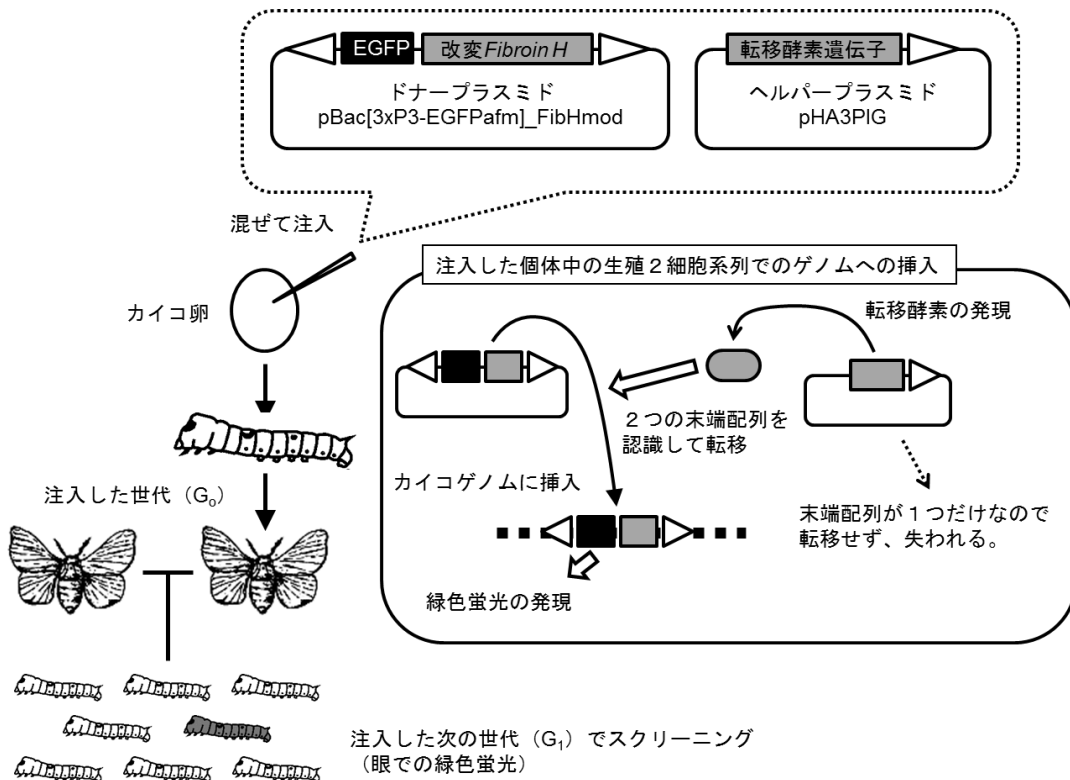 EGFP
改変Fibroin H
転移酵素遺伝子
ドナープラスミド
pBac[3xP3-EGFPafm]_FibHmod
ヘルパープラスミド
pHA3PIG
混ぜて注入
カイコ卵
注入した個体中の生殖2細胞系列でのゲノムへの挿入
転移酵素の発現
2つの末端配列を
認識して転移
カイコゲノムに挿入
末端配列が1つだけなので
転移せず、失われる。
緑色蛍光の発現
注入した世代(G₀)
注入した次の世代(G₁)でスクリーニング
(眼での緑色蛍光)